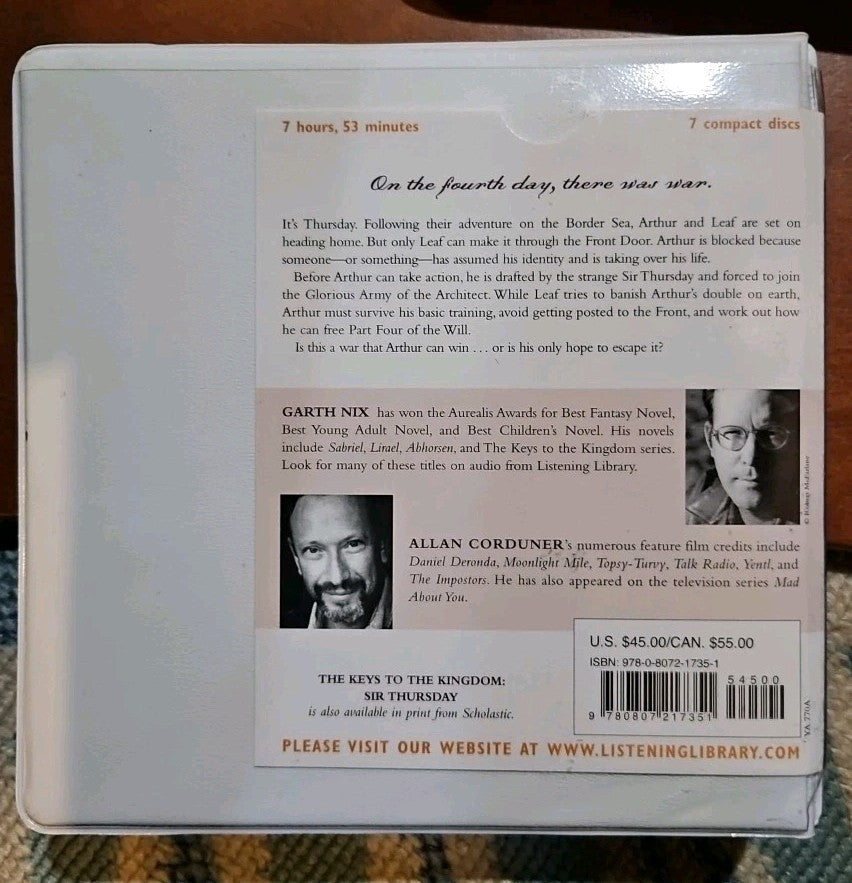 7 hours, 53 minutes
7 compact discs
On the fourth day, there was war.
It's Thursday. Following their adventure on the Border Sea, Arthur and Leaf are set on
heading home. But only Leaf can make it through the Front Door. Arthur is blocked because
someone—or something—has assumed his identity and is taking over his life.
Before Arthur can take action, he is drafted by the strange Sir Thursday and forced to join
the Glorious Army of the Architect. While Leaf tries to banish Arthur's double on earth,
Arthur must survive his basic training, avoid getting posted to the Front, and work out how
he can free Part Four of the Will.
Is this a war that Arthur can win . . . or is his only hope to escape it?
GARTH NIX has won the Aurealis Awards for Best Fantasy Novel,
Best Young Adult Novel, and Best Children's Novel. His novels
include Sabriel, Lirael, Abhorsen, and The Keys to the Kingdom series.
Look for many of these titles on audio from Listening Library.
ALLAN CORDUNER's numerous feature film credits include
Daniel Deronda, Moonlight Mile, Topsy-Turvy, Talk Radio, Yentl, and
The Impostors. He has also appeared on the television series Mad
About You.
U.S. $45.00/CAN. $55.00
ISBN: 978-0-8072-1735-1
54500
9 780807 217351
YA 770A
THE KEYS TO THE KINGDOM:
SIR THURSDAY
is also available in print from Scholastic.
PLEASE VISIT OUR WEBSITE AT WWW.LISTENINGLIBRARY.COM